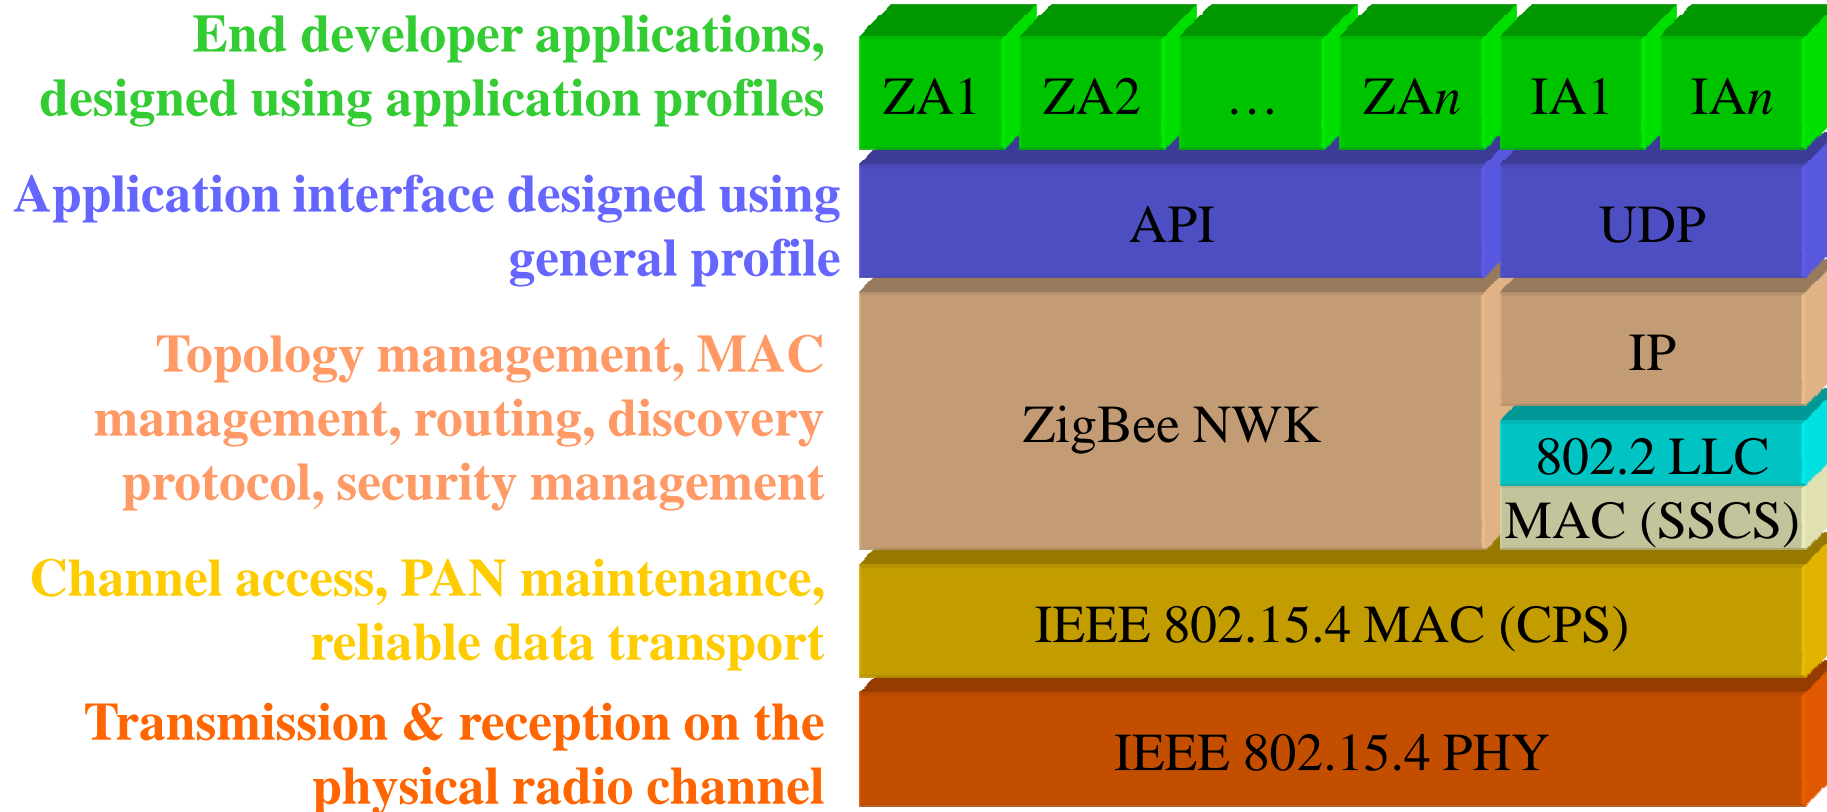 End developer applications,
designed using application profiles
ZA1
ZA2
…
ZAn
IA1
IAn
Application interface designed using
general profile
API
UDP
Topology management, MAC
management, routing, discovery
protocol, security management
ZigBee NWK
IP
802.2 LLC
MAC (SSCS)
Channel access, PAN maintenance,
reliable data transport
IEEE 802.15.4 MAC (CPS)
Transmission & reception on the
physical radio channel
IEEE 802.15.4 PHY